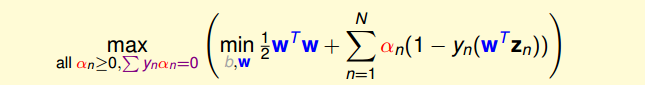 max all αₙ≥0,∑ yₙαₙ=0 ( min b,w ½wᵀw + ∑ₙ₌₁ᴺ αₙ(1 − yₙ(wᵀzₙ)) )